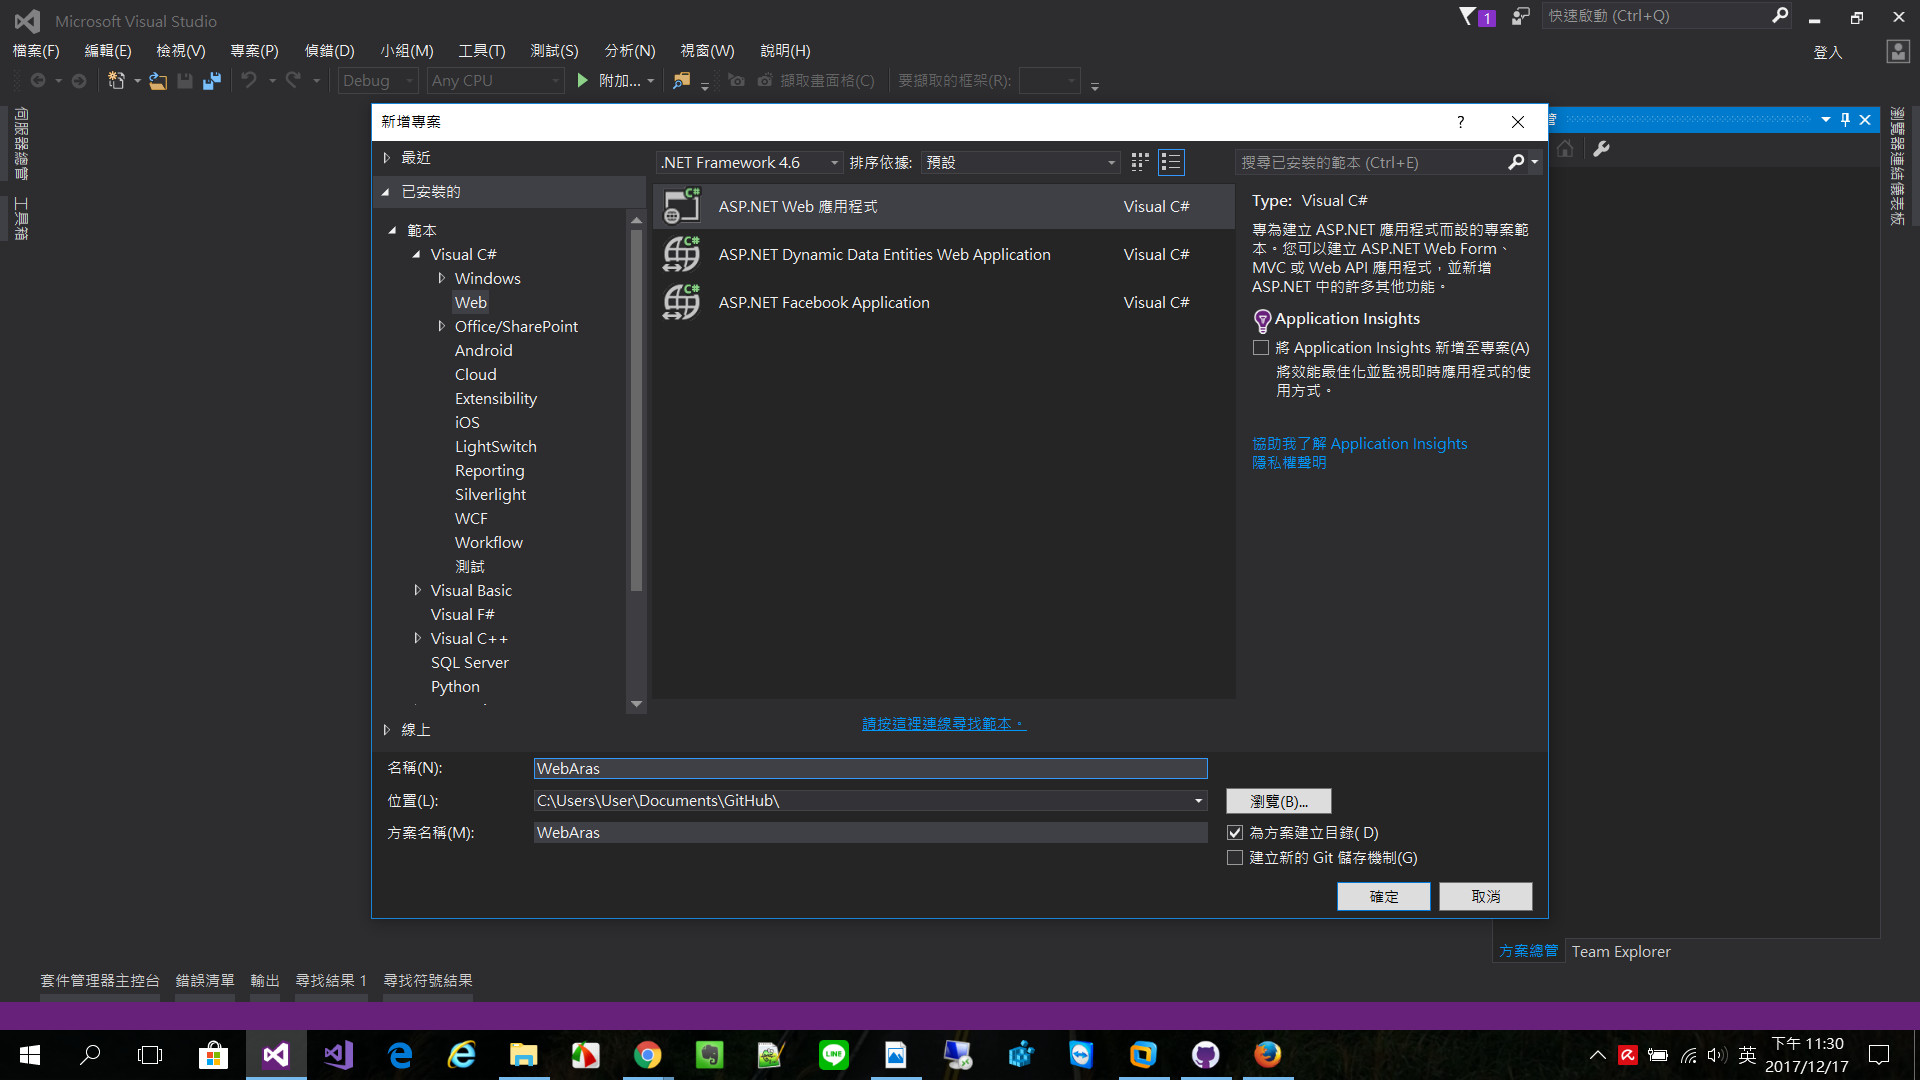 Microsoft Visual Studio
1
快速啟動 (Ctrl+Q)
檔案(F) 編輯(E) 檢視(V) 專案(P) 偵錯(D) 小組(M) 工具(T) 測試(S) 分析(N) 視窗(W) 說明(H)
登入
Debug Any CPU 附加... 擷取畫面格(C) 要擷取的框架(R):
伺服器總管
工具箱
新增專案
?
瀏覽器連結儀表板
最近
.NET Framework 4.6 排序依據: 預設
搜尋已安裝的範本 (Ctrl+E)
已安裝的
範本
Visual C#
Windows
Web
Office/SharePoint
Android
Cloud
Extensibility
iOS
LightSwitch
Reporting
Silverlight
WCF
Workflow
測試
Visual Basic
Visual F#
Visual C++
SQL Server
Python
線上
ASP.NET Web 應用程式 Visual C#
ASP.NET Dynamic Data Entities Web Application Visual C#
ASP.NET Facebook Application Visual C#
請按這裡連線尋找範本。
Type: Visual C#
專為建立 ASP.NET 應用程式而設的專案範
本。您可以建立 ASP.NET Web Form、
MVC 或 Web API 應用程式，並新增
ASP.NET 中的許多其他功能。
Application Insights
將 Application Insights 新增至專案(A)
將效能最佳化並監視即時應用程式的使
用方式。
協助我了解 Application Insights
隱私權聲明
名稱(N): WebAras
位置(L): C:\Users\User\Documents\GitHub\ 瀏覽(B)...
方案名稱(M): WebAras
為方案建立目錄( D)
建立新的 Git 儲存機制(G)
確定 取消
方案總管 Team Explorer
套件管理器主控台 錯誤清單 輸出 尋找結果 1 尋找符號結果
LINE
英
下午 11:30
2017/12/17